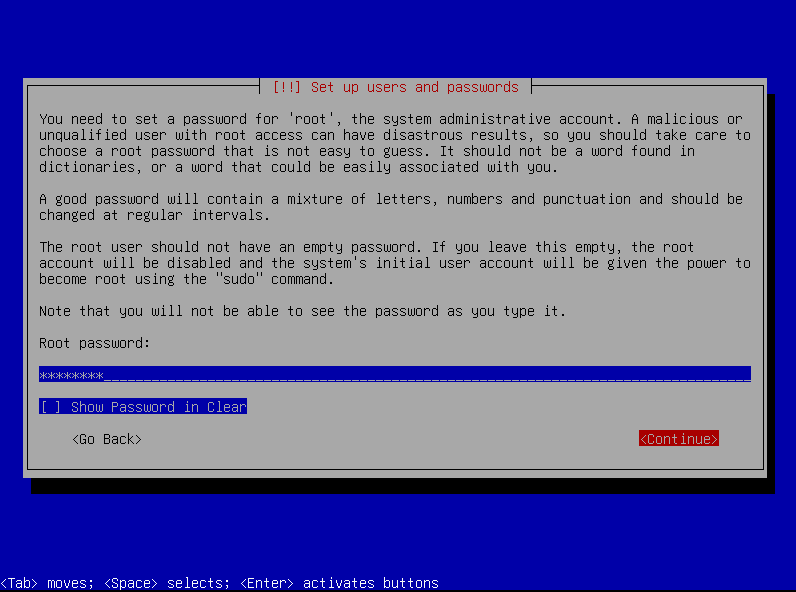 [!!] Set up users and passwords
You need to set a password for 'root', the system administrative account. A malicious or
unqualified user with root access can have disastrous results, so you should take care to
choose a root password that is not easy to guess. It should not be a word found in
dictionaries, or a word that could be easily associated with you.
A good password will contain a mixture of letters, numbers and punctuation and should be
changed at regular intervals.
The root user should not have an empty password. If you leave this empty, the root
account will be disabled and the system's initial user account will be given the power to
become root using the "sudo" command.
Note that you will not be able to see the password as you type it.
Root password:
********_________________________________________________________________________________
[ ] Show Password in Clear
<Go Back> <Continue>
<Tab> moves; <Space> selects; <Enter> activates buttons